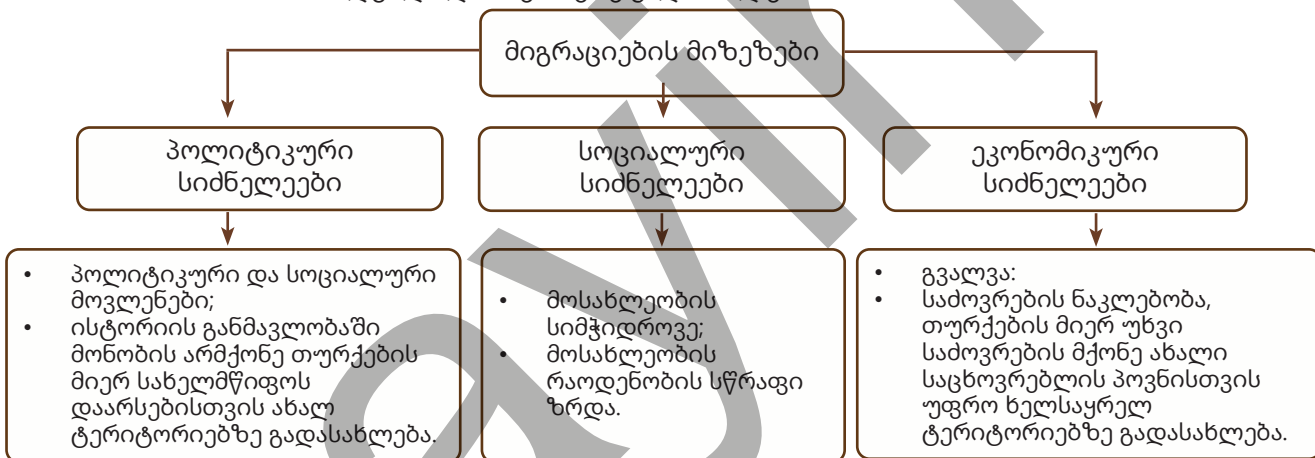 მიგრაციების მიზეზები
პოლიტიკური
სიძნელეები
სოციალური
სიძნელეები
ეკონომიკური
სიძნელეები
• პოლიტიკური და სოციალური
მოვლენები;
• ისტორიის განმავლობაში
მონობის არმქონე თურქების
მიერ სახელმწიფოს
დაარსებისთვის ახალ
ტერიტორიებზე გადასახლება.
• მოსახლეობის
სიმჭიდროვე;
• მოსახლეობის
რაოდენობის სწრაფი
ზრდა.
• გვალვა:
• საძოვრების ნაკლებობა,
თურქების მიერ უხვი
საძოვრების მქონე ახალი
საცხოვრებლის პოვნისთვის
უფრო ხელსაყრელ
ტერიტორიებზე გადასახლება.